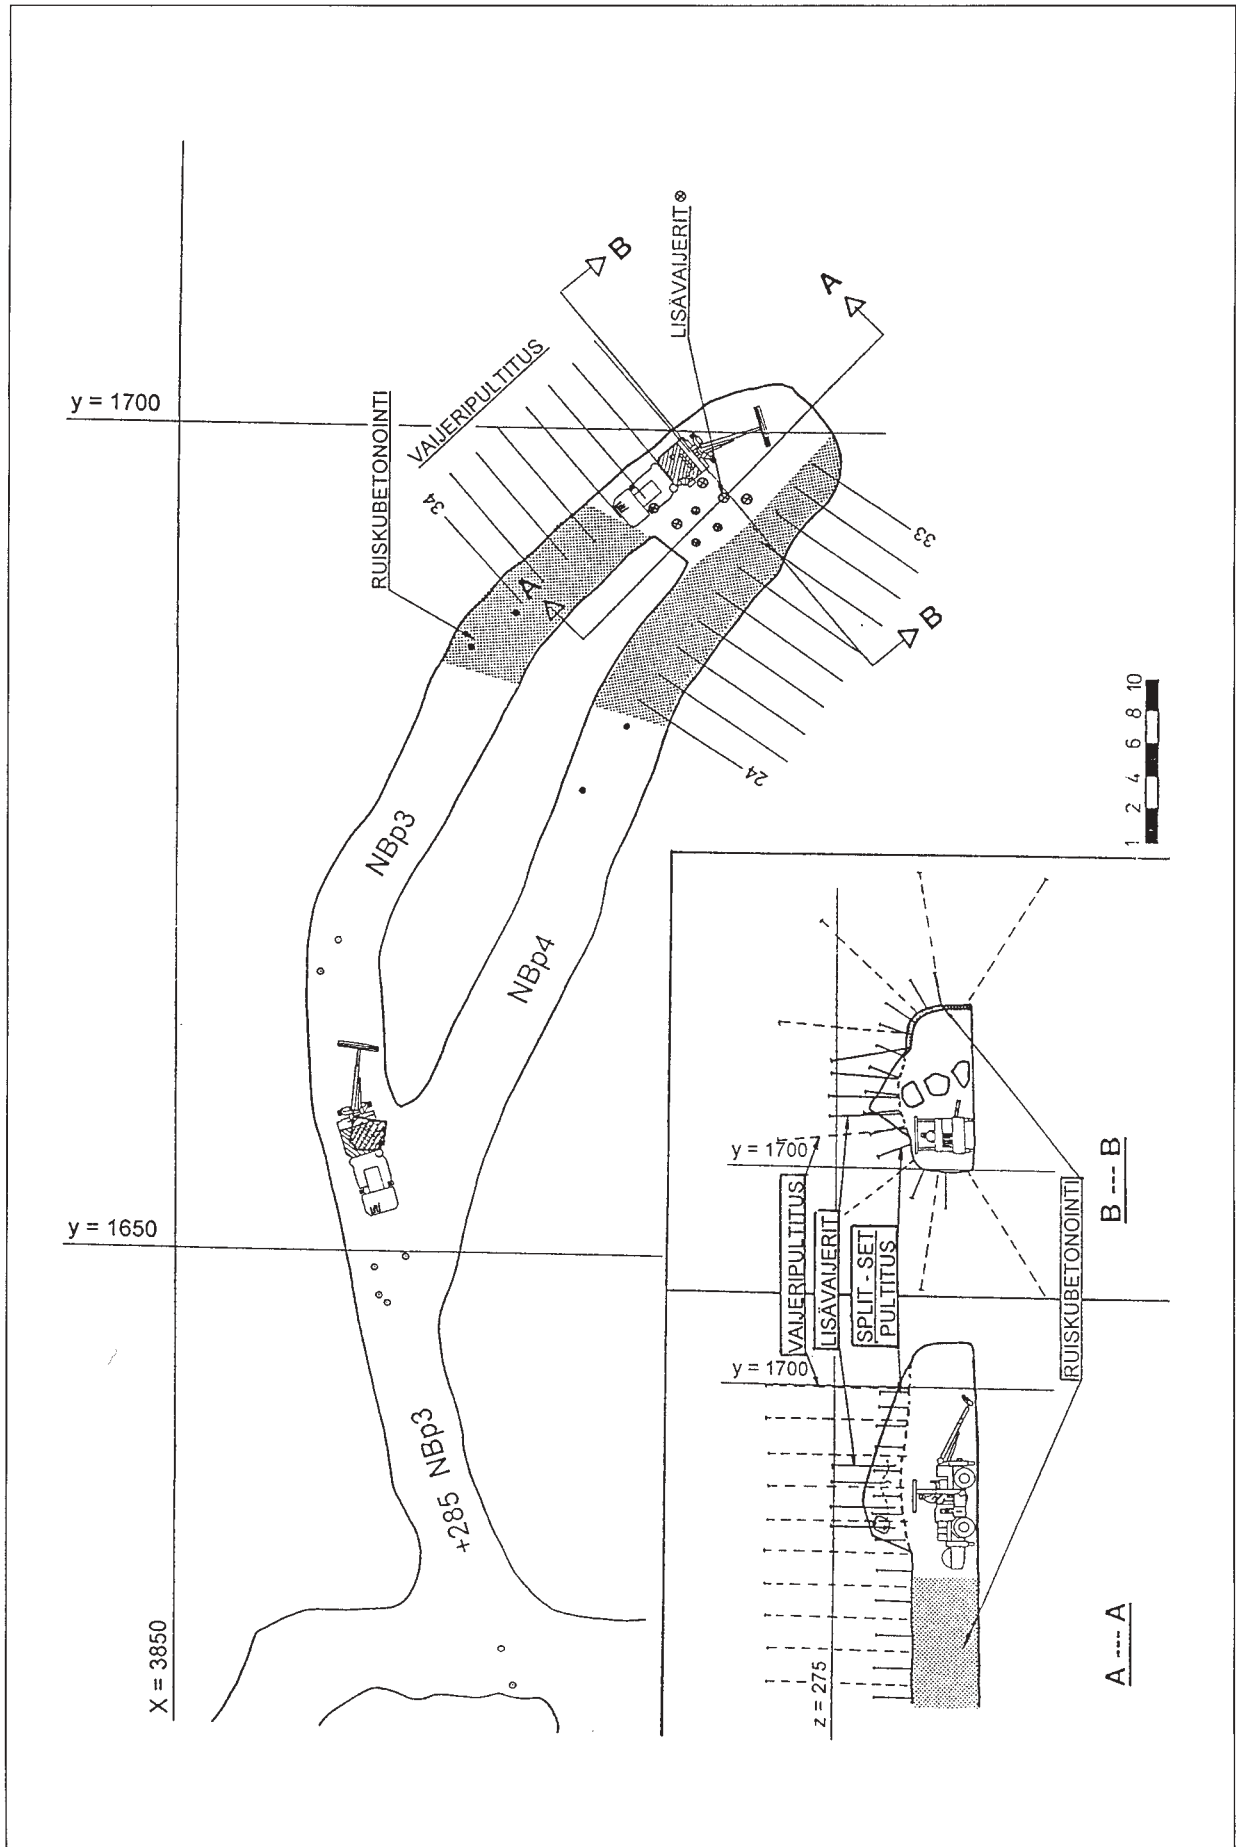 LISÄVAIJERIT ⊗
B
A
VAIJERIPULTITUS
RUISKUBETONOINTI
y = 1700
34
A
33
B
24
NBp3
NBp4
y = 1650
+285 NBp3
X = 3850
1 2 4 6 8 10
y = 1700
VAIJERIPULTITUS
LISÄVAIJERIT
SPLIT - SET
PULTITUS
RUISKUBETONOINTI
B --- B
y = 1700
z = 275
A --- A